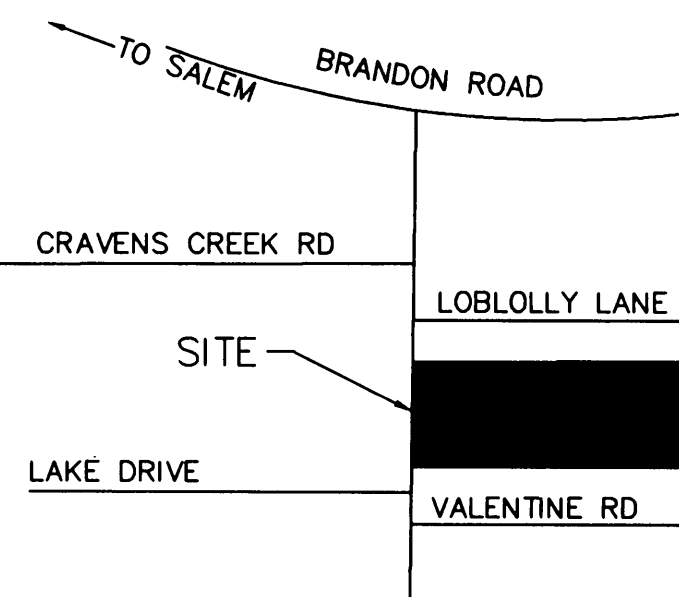 TO SALEM
BRANDON ROAD
CRAVENS CREEK RD
LOBLOLLY LANE
SITE
LAKE DRIVE
VALENTINE RD